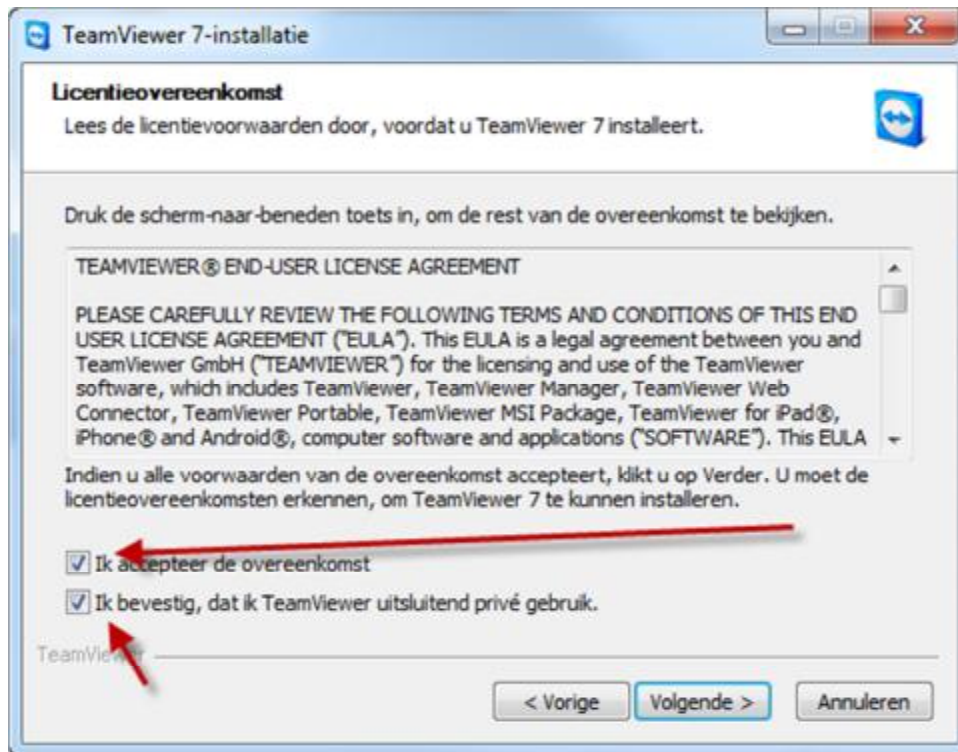 TeamViewer 7-installatie
Licentieovereenkomst
Lees de licentievoorwaarden door, voordat u TeamViewer 7 installeert.
Druk de scherm-naar-beneden toets in, om de rest van de overeenkomst te bekijken.
TEAMVIEWER® END-USER LICENSE AGREEMENT
PLEASE CAREFULLY REVIEW THE FOLLOWING TERMS AND CONDITIONS OF THIS END
USER LICENSE AGREEMENT ("EULA"). This EULA is a legal agreement between you and
TeamViewer GmbH ("TEAMVIEWER") for the licensing and use of the TeamViewer
software, which includes TeamViewer, TeamViewer Manager, TeamViewer Web
Connector, TeamViewer Portable, TeamViewer MSI Package, TeamViewer for iPad®,
iPhone® and Android®, computer software and applications ("SOFTWARE"). This EULA
Indien u alle voorwaarden van de overeenkomst accepteert, klikt u op Verder. U moet de
licentieovereenkomsten erkennen, om TeamViewer 7 te kunnen installeren.
Ik accepteer de overeenkomst
Ik bevestig, dat ik TeamViewer uitsluitend privé gebruik.
TeamViewer
< Vorige
Volgende >
Annuleren